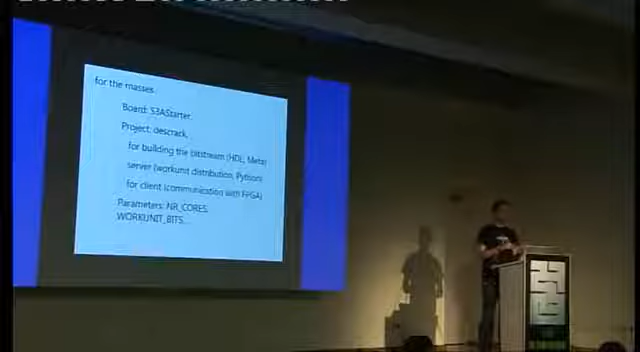 for the masses.
Board: S3AStarter.
Project: descrack,
for building the bitstream (HDL, Meta)
server (workunit distribution, Python)
for client (communication with FPGA)
Parameters: NR_CORES,
WORKUNIT_BITS...